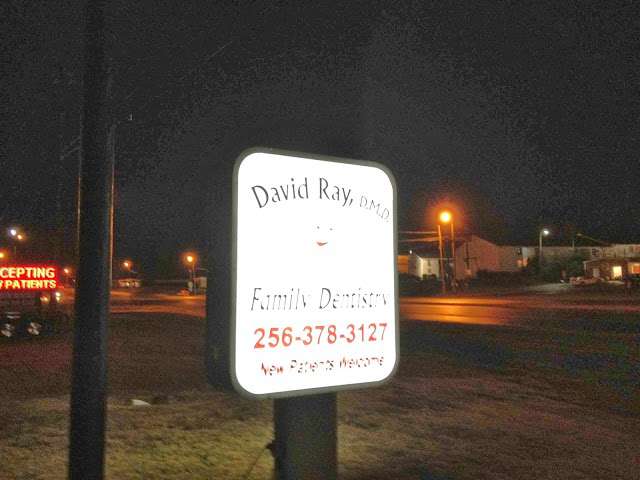 David Ray, D.M.D.
Family Dentistry
256-378-3127
New Patients Welcome
CEPTING
PATIENTS